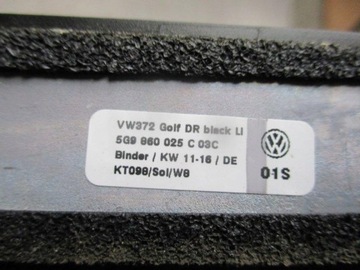 VW372 Golf DR black LI
5G9 860 025 C 03C
Binder / KW 11-16 / DE
KT098/Sol/W8
01S